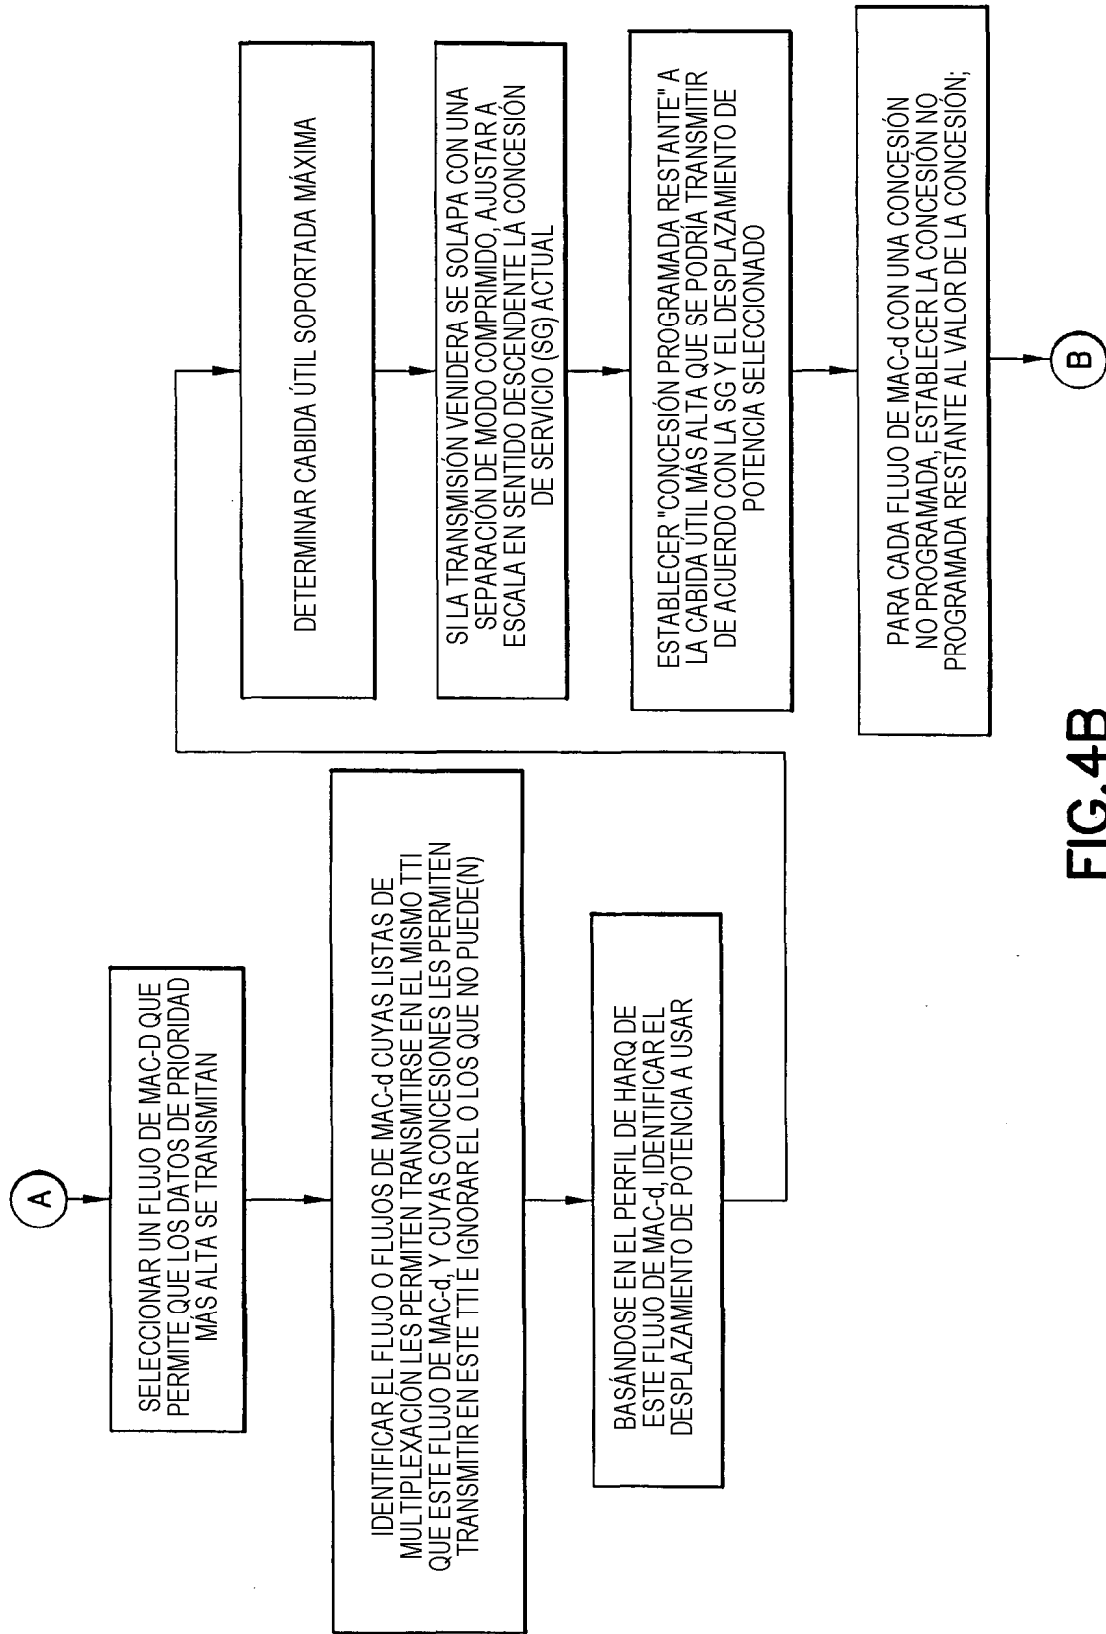 A
SELECCIONAR UN FLUJO DE MAC-D QUE
PERMITE QUE LOS DATOS DE PRIORIDAD
MÁS ALTA SE TRANSMITAN
IDENTIFICAR EL FLUJO O FLUJOS DE MAC-d CUYAS LISTAS DE
MULTIPLEXACIÓN LES PERMITEN TRANSMITIRSE EN EL MISMO TTI
QUE ESTE FLUJO DE MAC-d, Y CUYAS CONCESIONES LES PERMITEN
TRANSMITIR EN ESTE TTI E IGNORAR EL O LOS QUE NO PUEDE(N)
BASÁNDOSE EN EL PERFIL DE HARQ DE
ESTE FLUJO DE MAC-d, IDENTIFICAR EL
DESPLAZAMIENTO DE POTENCIA A USAR
DETERMINAR CABIDA ÚTIL SOPORTADA MÁXIMA
SI LA TRANSMISIÓN VENIDERA SE SOLAPA CON UNA
SEPARACIÓN DE MODO COMPRIMIDO, AJUSTAR A
ESCALA EN SENTIDO DESCENDENTE LA CONCESIÓN
DE SERVICIO (SG) ACTUAL
ESTABLECER "CONCESIÓN PROGRAMADA RESTANTE" A
LA CABIDA ÚTIL MÁS ALTA QUE SE PODRÍA TRANSMITIR
DE ACUERDO CON LA SG Y EL DESPLAZAMIENTO DE
POTENCIA SELECCIONADO
PARA CADA FLUJO DE MAC-d CON UNA CONCESIÓN
NO PROGRAMADA, ESTABLECER LA CONCESIÓN NO
PROGRAMADA RESTANTE AL VALOR DE LA CONCESIÓN;
B
FIG.4B